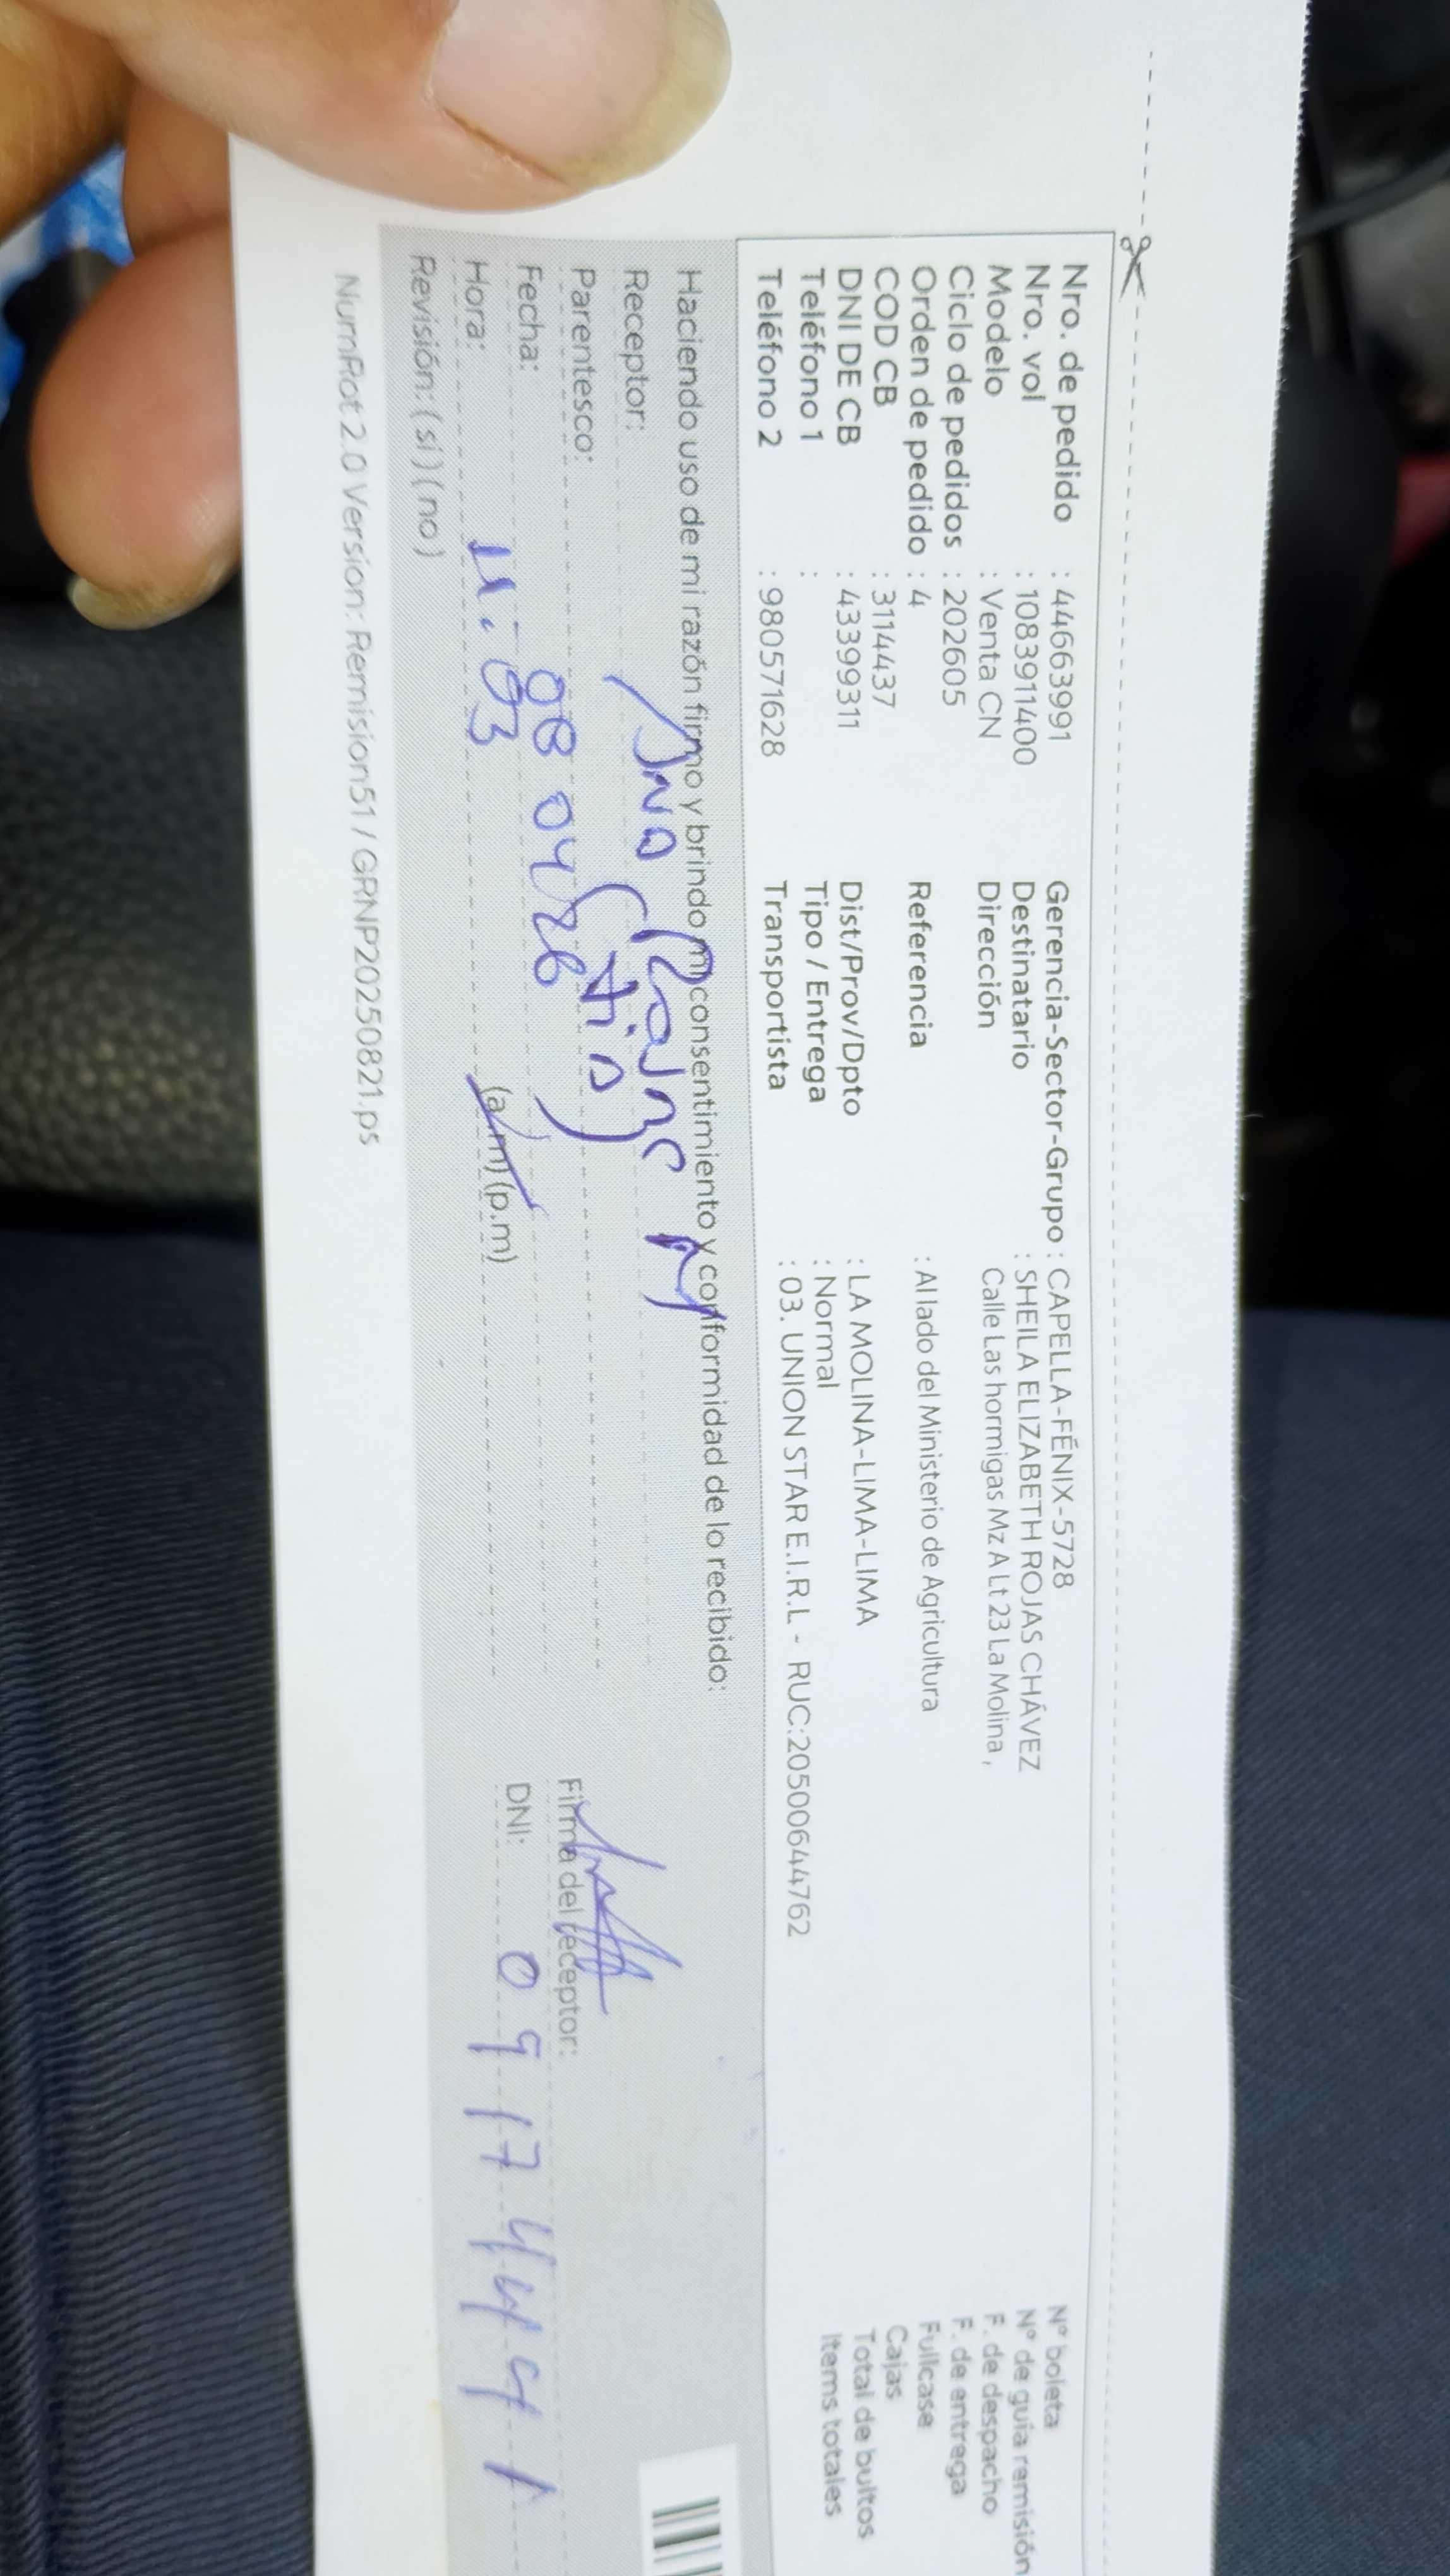 Nro. de pedido : 44663991
Nro. vol : 1083911400
Modelo : Venta CN
Ciclo de pedidos : 202605
Orden de pedido : 4
COD CB : 3114437
DNI DE CB : 43399311
Teléfono 1 :
Teléfono 2 : 980571628
Gerencia-Sector-Grupo : CAPELLA-FÉNIX-5728
Destinatario : SHEILA ELIZABETH ROJAS CHÁVEZ
Dirección Calle Las hormigas Mz A Lt 23 La Molina ,
Referencia : Al lado del Ministerio de Agricultura
Dist/Prov/Dpto : LA MOLINA-LIMA-LIMA
Tipo / Entrega : Normal
Transportista : 03. UNION STAR E.I.R.L - RUC:20500644762
Nº boleta
Nº de guía remisión
F. de despacho
F. de entrega
Fullcase
Cajas
Total de bultos
Items totales
Haciendo uso de mi razón firmo y brindo mi consentimiento y conformidad de lo recibido:
Receptor:
Parentesco: (tio)
Fecha: 08 04 26
Hora: 11:03 (a.m) (p.m)
Revisión: ( si ) ( no )
Firma del receptor:
DNI: 09174441
NumRot 2.0 Version: Remision51 / GRNP20250821.ps